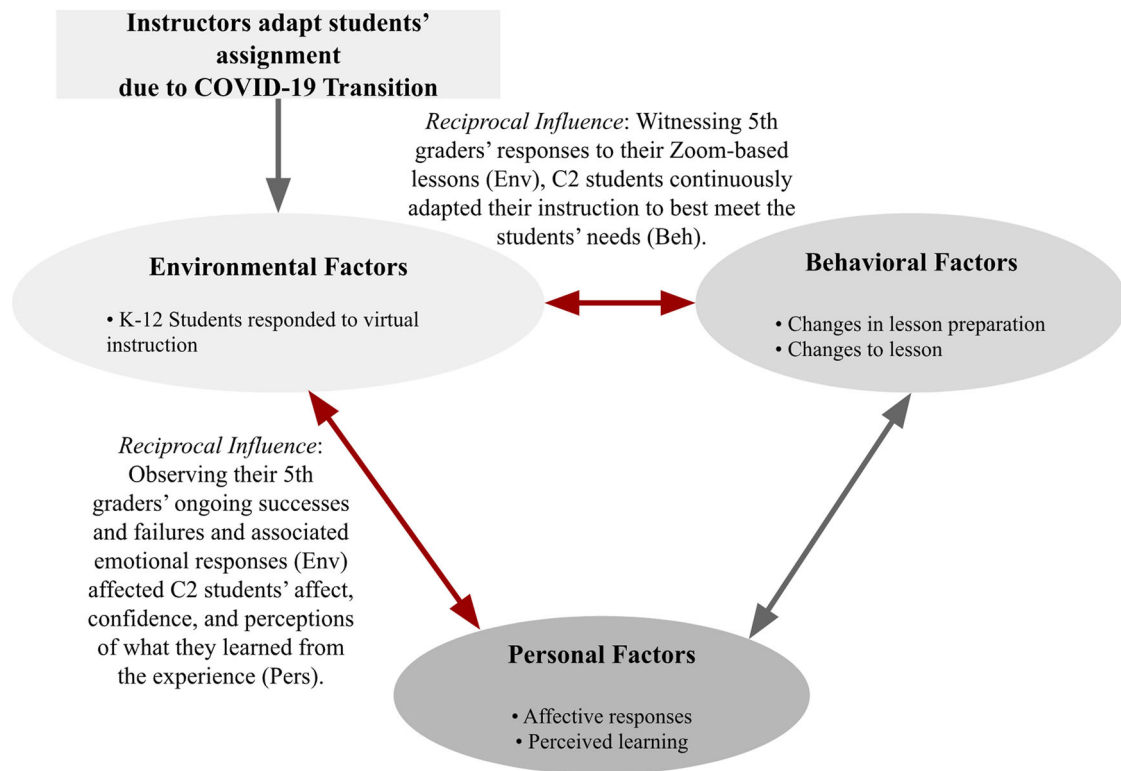 Instructors adapt students’
assignment
due to COVID-19 Transition
Reciprocal Influence: Witnessing 5th
graders’ responses to their Zoom-based
lessons (Env), C2 students continuously
adapted their instruction to best meet the
students’ needs (Beh).
Environmental Factors
• K-12 Students responded to virtual
instruction
Behavioral Factors
• Changes in lesson preparation
• Changes to lesson
Reciprocal Influence:
Observing their 5th
graders’ ongoing successes
and failures and associated
emotional responses (Env)
affected C2 students’ affect,
confidence, and perceptions
of what they learned from
the experience (Pers).
Personal Factors
• Affective responses
• Perceived learning